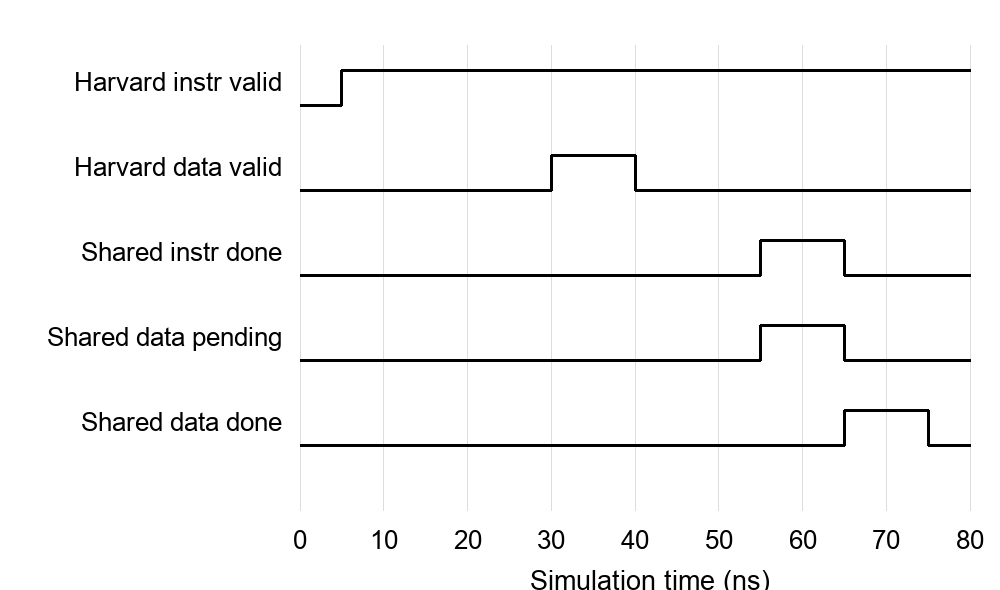 Harvard instr valid
Harvard data valid
Shared instr done
Shared data pending
Shared data done
0 10 20 30 40 50 60 70 80
Simulation time (ns)